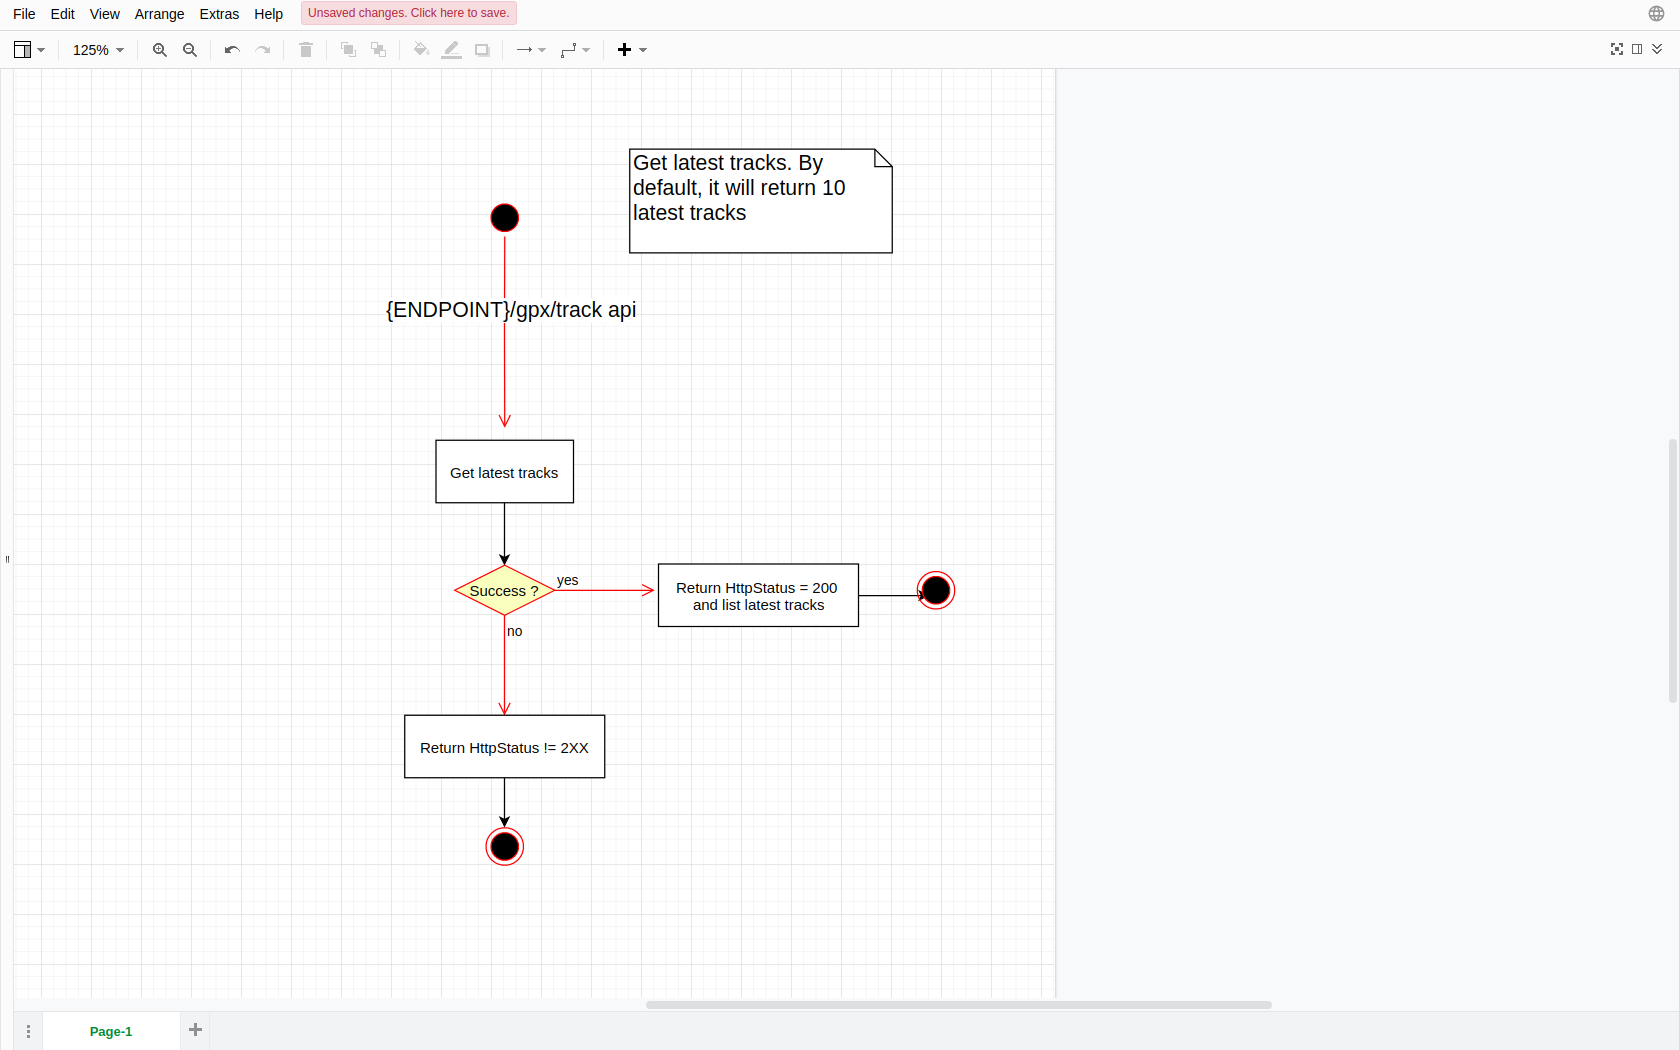 File Edit View Arrange Extras Help Unsaved changes. Click here to save.
125%
Get latest tracks. By
default, it will return 10
latest tracks
{ENDPOINT}/gpx/track api
Get latest tracks
Success ?
yes
Return HttpStatus = 200
and list latest tracks
no
Return HttpStatus != 2XX
Page-1